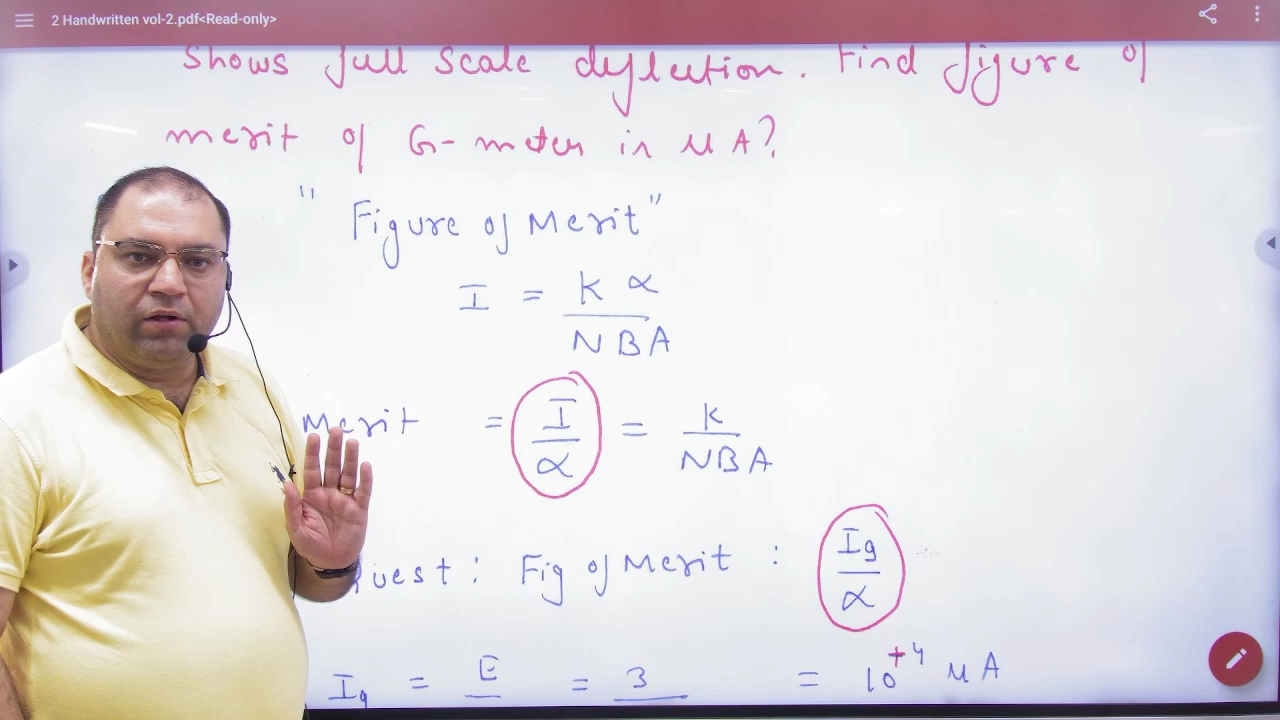 2 Handwritten vol-2.pdf<Read-only>
Shows full scale deflection. Find figure of
merit of G-meter in μA?
"Figure of Merit"
I = K α / NBA
Merit = I / α = K / NBA
uest : Fig of Merit : Ig / α
Ig = E = 3 = 10+4 μA